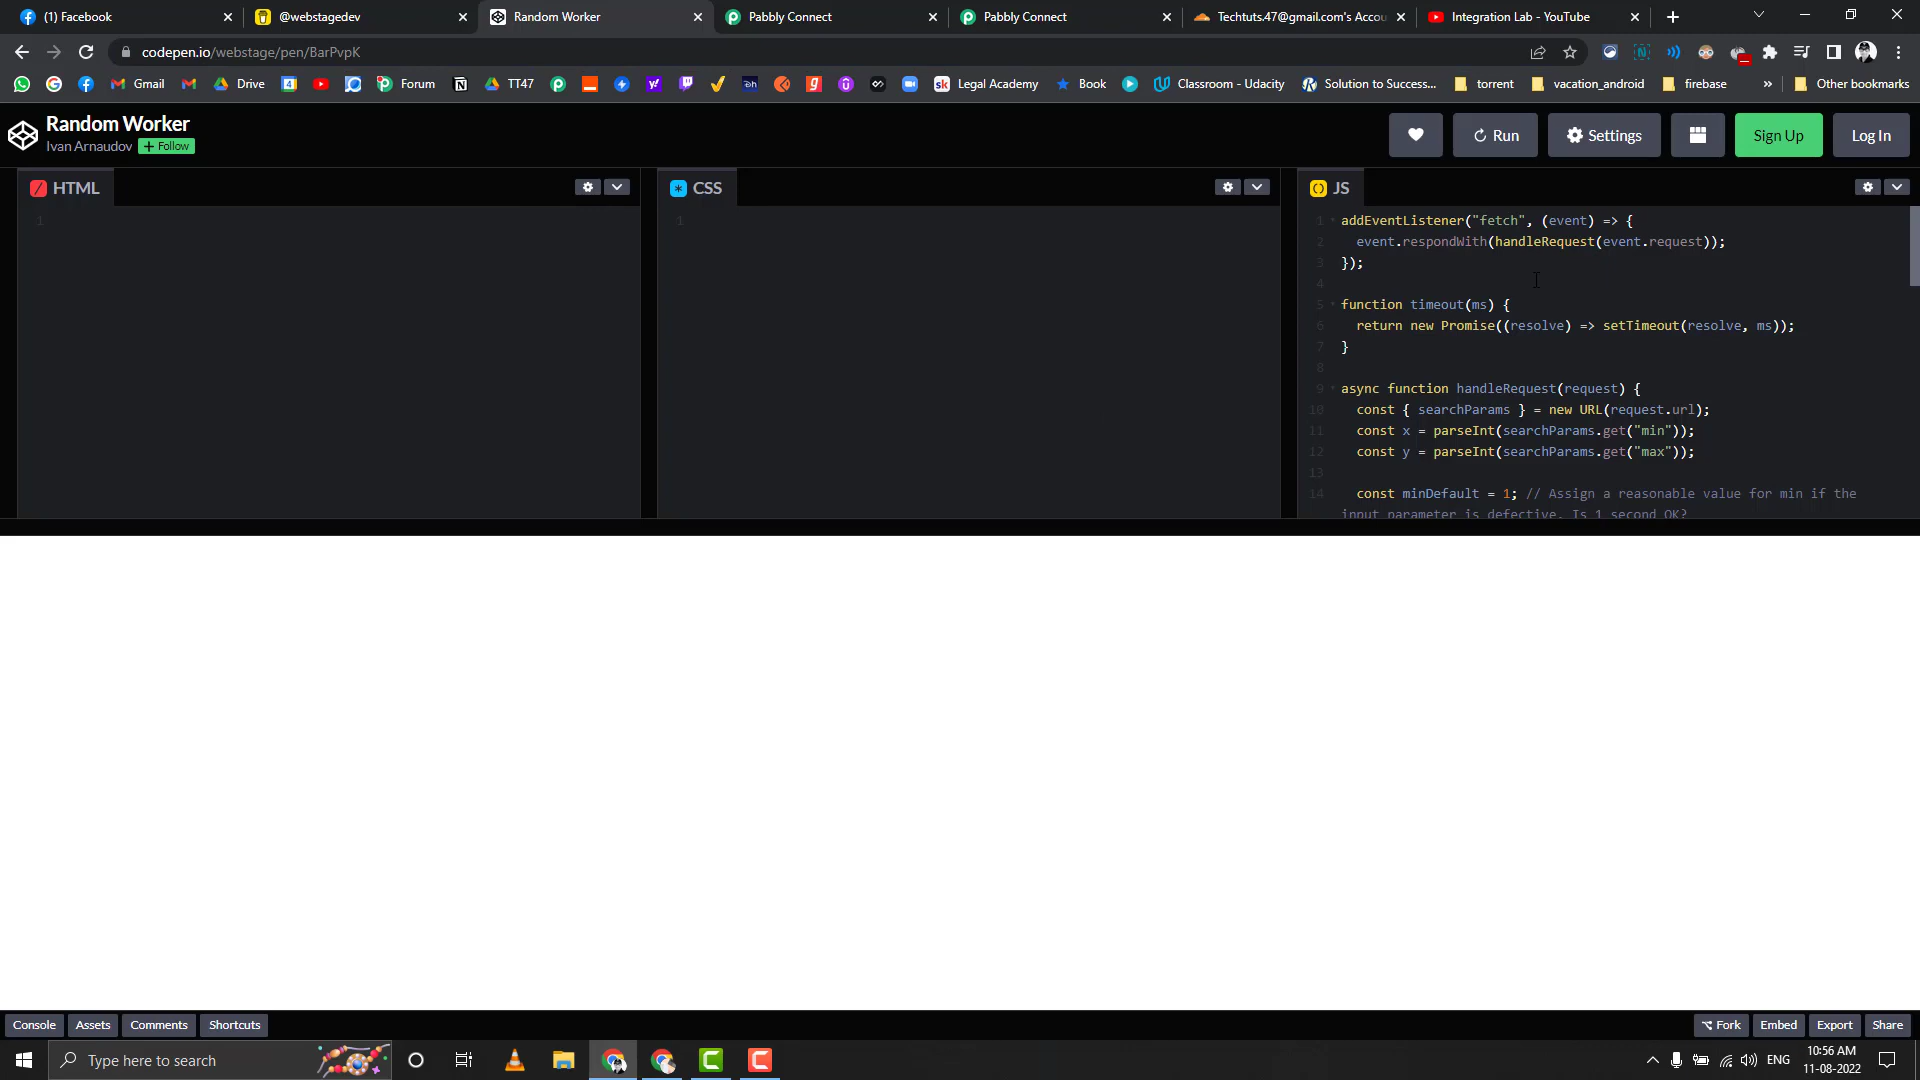 (1) Facebook
@webstagedev
Random Worker
Pabbly Connect
Pabbly Connect
Techtuts.47@gmail.com's Accou
Integration Lab - YouTube
codepen.io/webstage/pen/BarPvpK
Gmail
Drive
Forum
TT47
Legal Academy
Book
Classroom - Udacity
Solution to Success...
torrent
vacation_android
firebase
»
Other bookmarks
Random Worker
Ivan Arnaudov
+ Follow
Run
Settings
Sign Up
Log In
HTML
CSS
JS
1
1
1 addEventListener("fetch", (event) => {
2 event.respondWith(handleRequest(event.request));
3 });
4
5 function timeout(ms) {
6 return new Promise((resolve) => setTimeout(resolve, ms));
7 }
8
9 async function handleRequest(request) {
10 const { searchParams } = new URL(request.url);
11 const x = parseInt(searchParams.get("min"));
12 const y = parseInt(searchParams.get("max"));
13
14 const minDefault = 1; // Assign a reasonable value for min if the
input parameter is defective. Is 1 second OK?
Console
Assets
Comments
Shortcuts
Fork
Embed
Export
Share
Type here to search
ENG
10:56 AM
11-08-2022